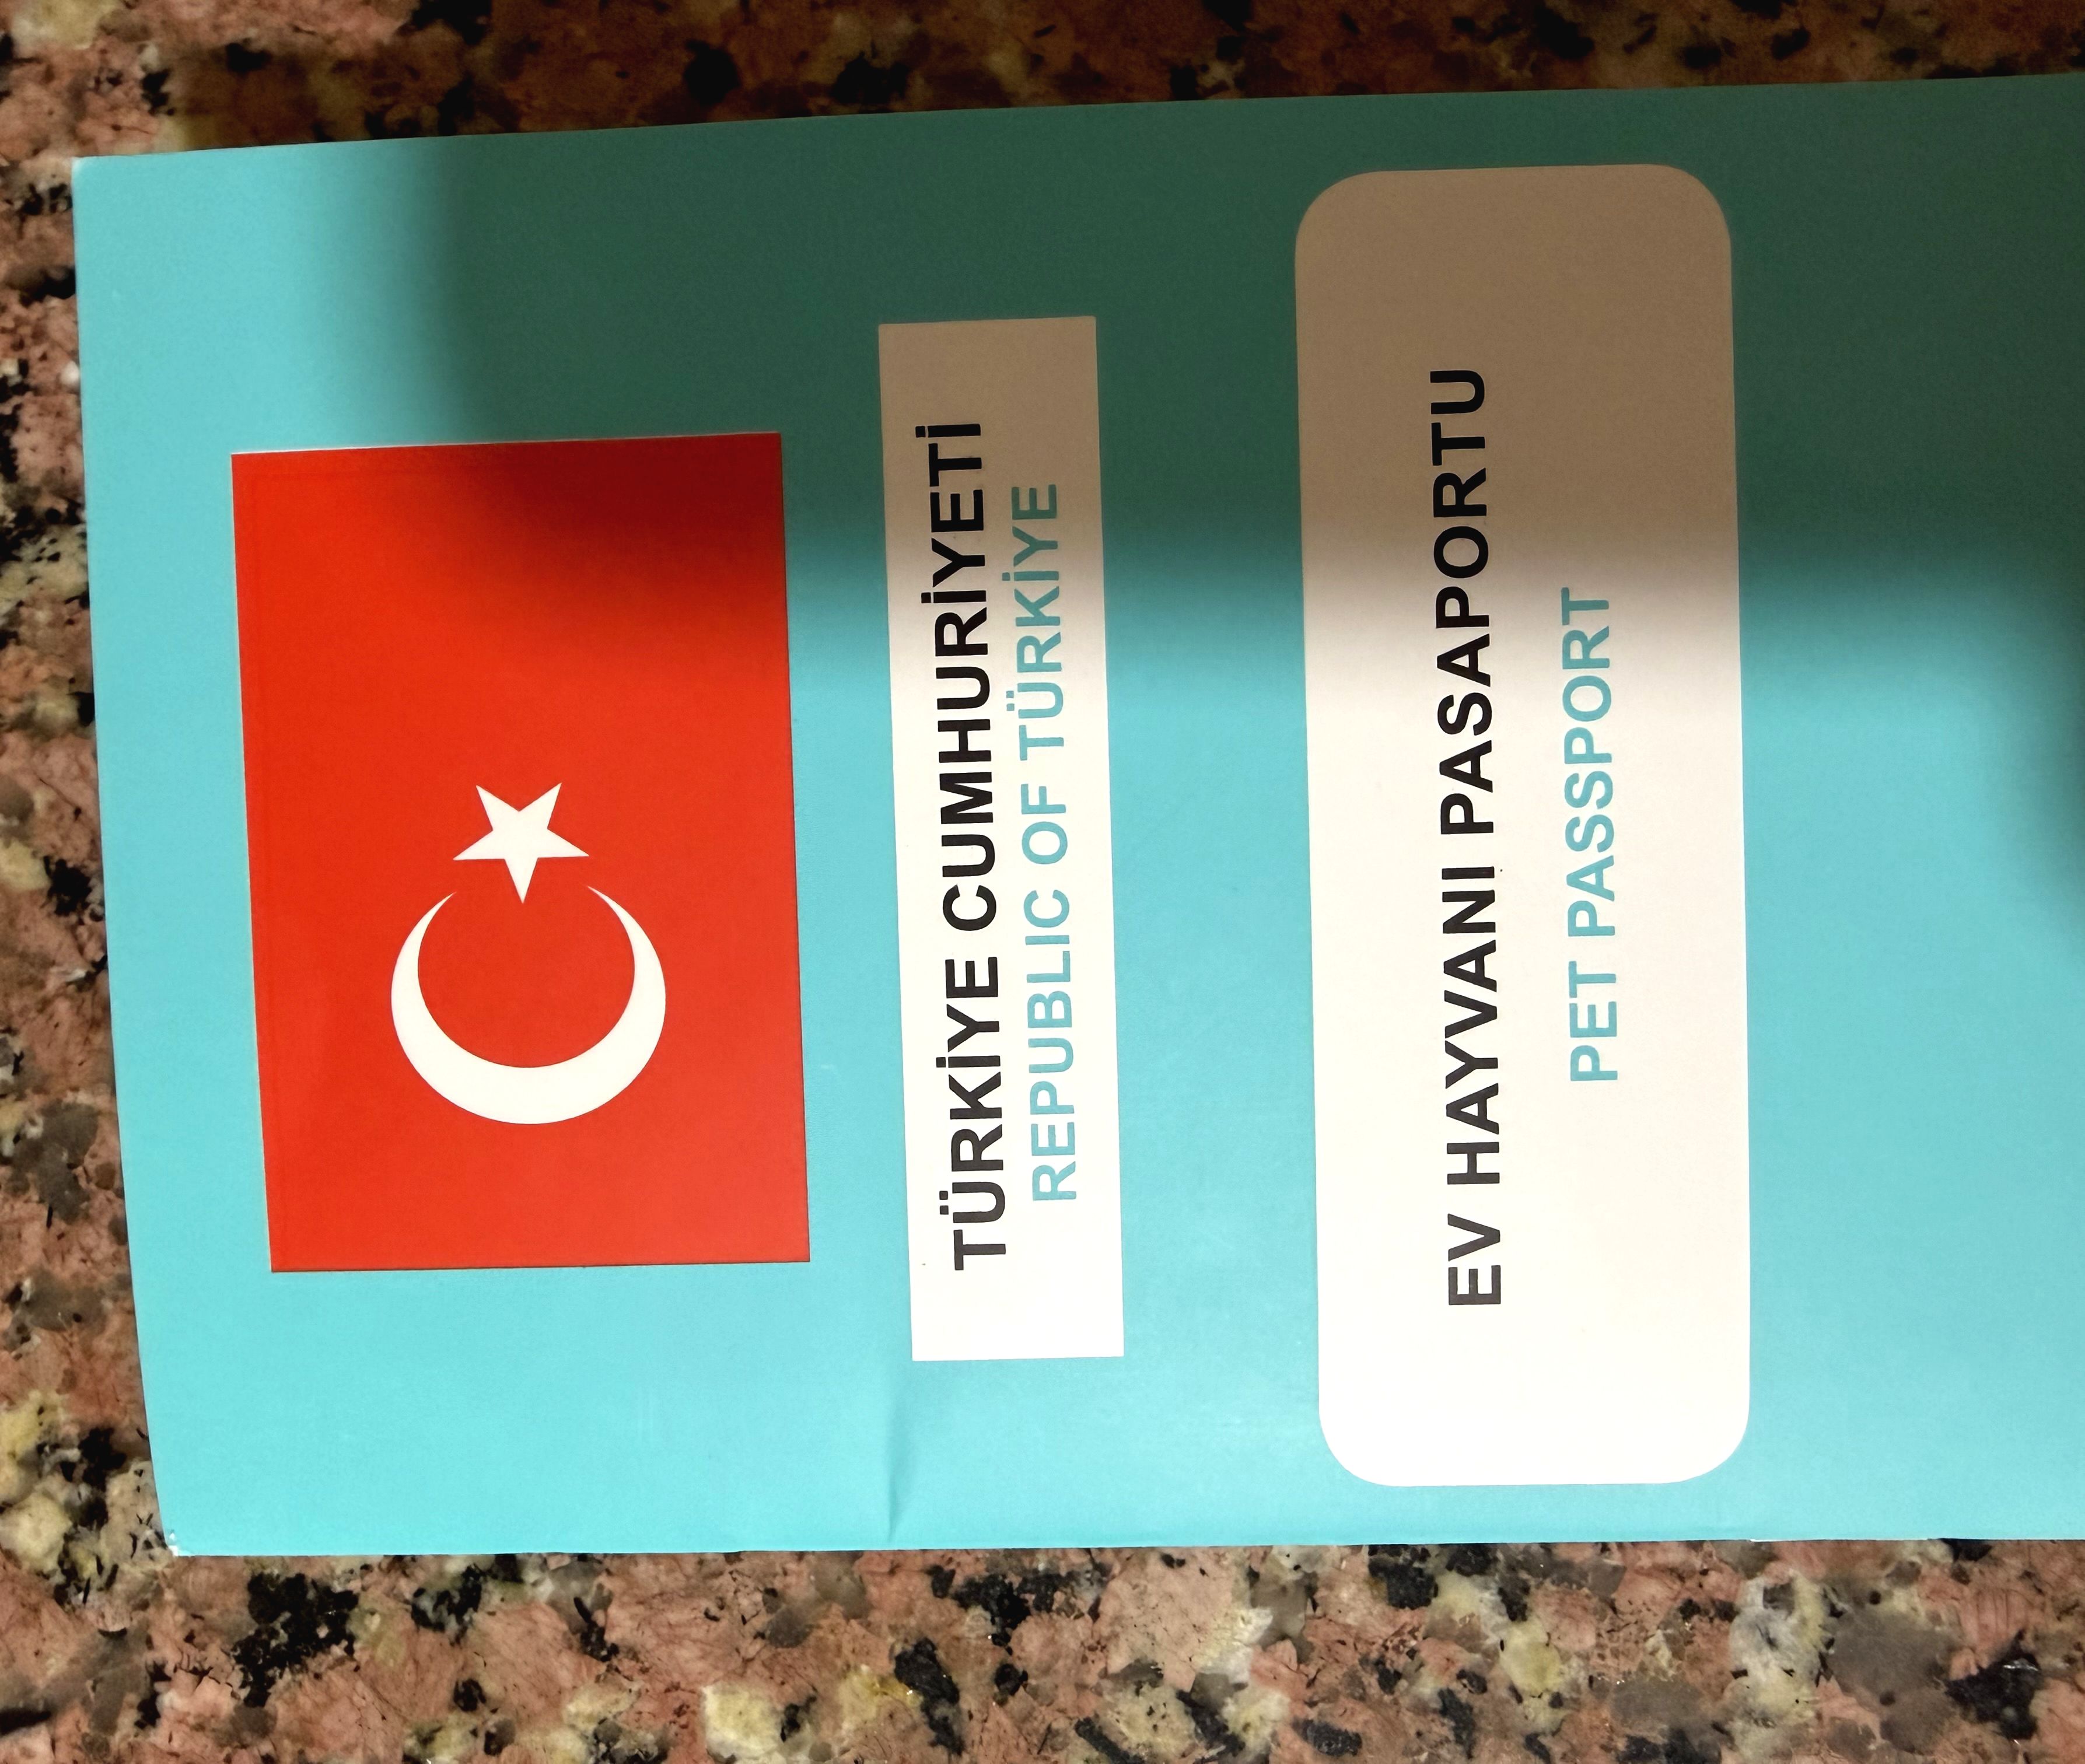 TÜRKİYE CUMHURİYETİ
REPUBLIC OF TÜRKİYE
EV HAYVANI PASAPORTU
PET PASSPORT